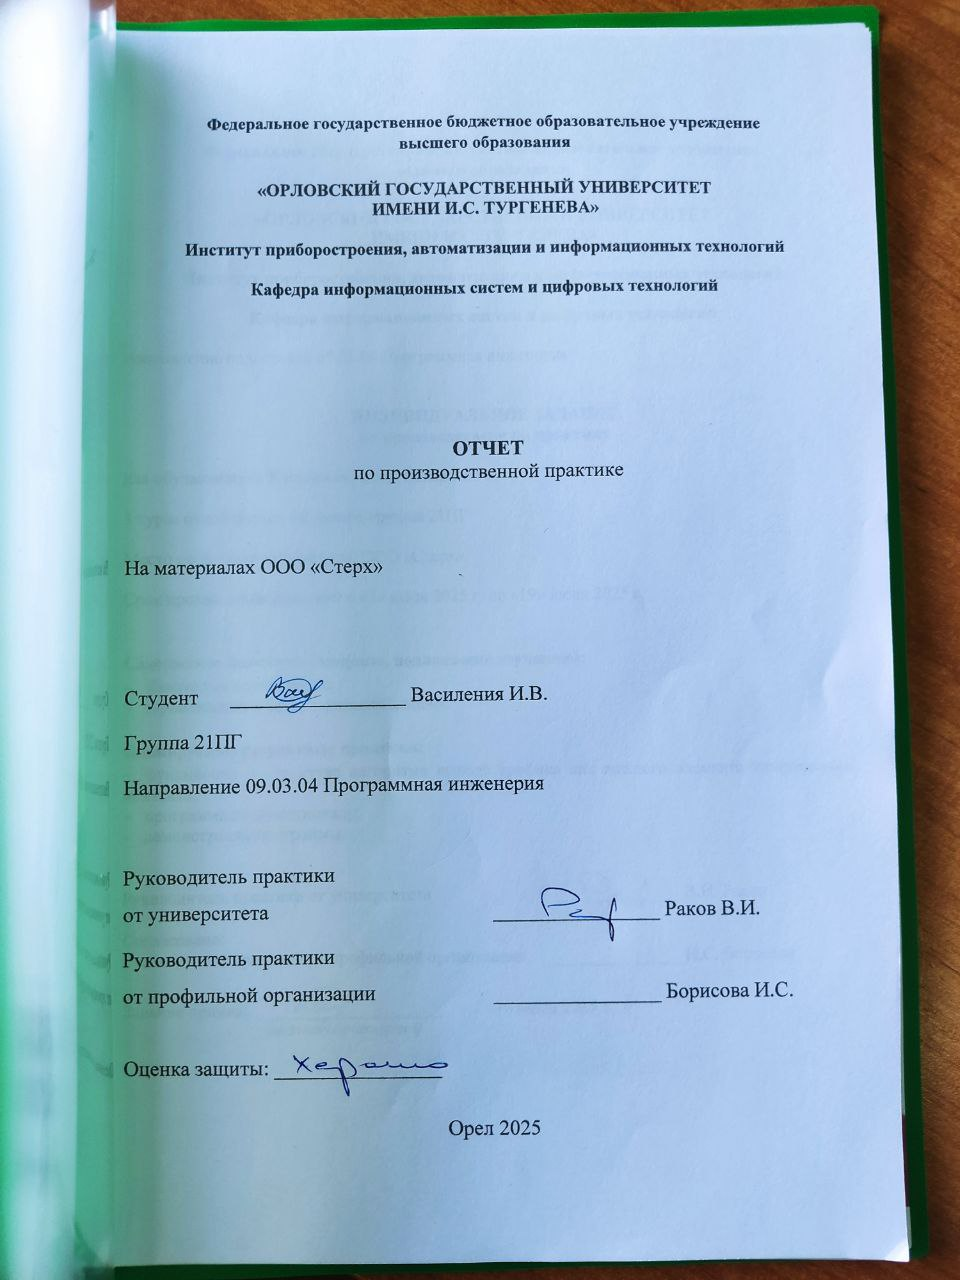 Федеральное государственное бюджетное образовательное учреждение
высшего образования
«ОРЛОВСКИЙ ГОСУДАРСТВЕННЫЙ УНИВЕРСИТЕТ
ИМЕНИ И.С. ТУРГЕНЕВА»
Институт приборостроения, автоматизации и информационных технологий
Кафедра информационных систем и цифровых технологий
ОТЧЕТ
по производственной практике
На материалах ООО «Стерх»
Студент Василения И.В.
Группа 21ПГ
Направление 09.03.04 Программная инженерия
Руководитель практики
от университета Раков В.И.
Руководитель практики
от профильной организации Борисова И.С.
Оценка защиты: хорошо
Орел 2025